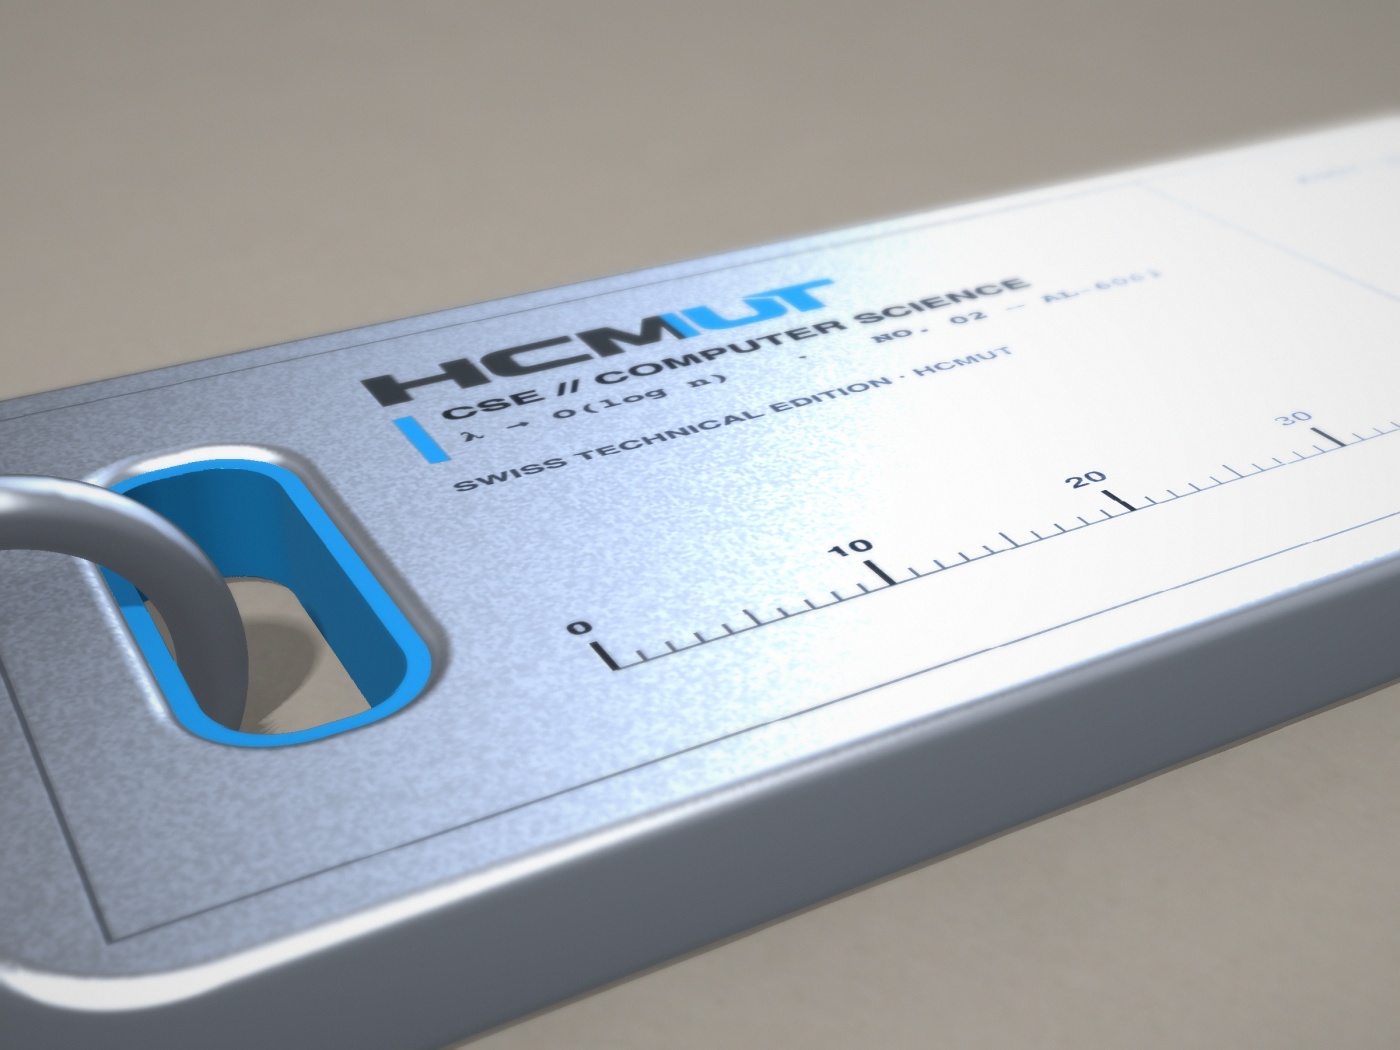 HCMUT
CSE // COMPUTER SCIENCE
λ → O(log n) · NO. 02 — AL-6061
SWISS TECHNICAL EDITION · HCMUT
0 10 20 30